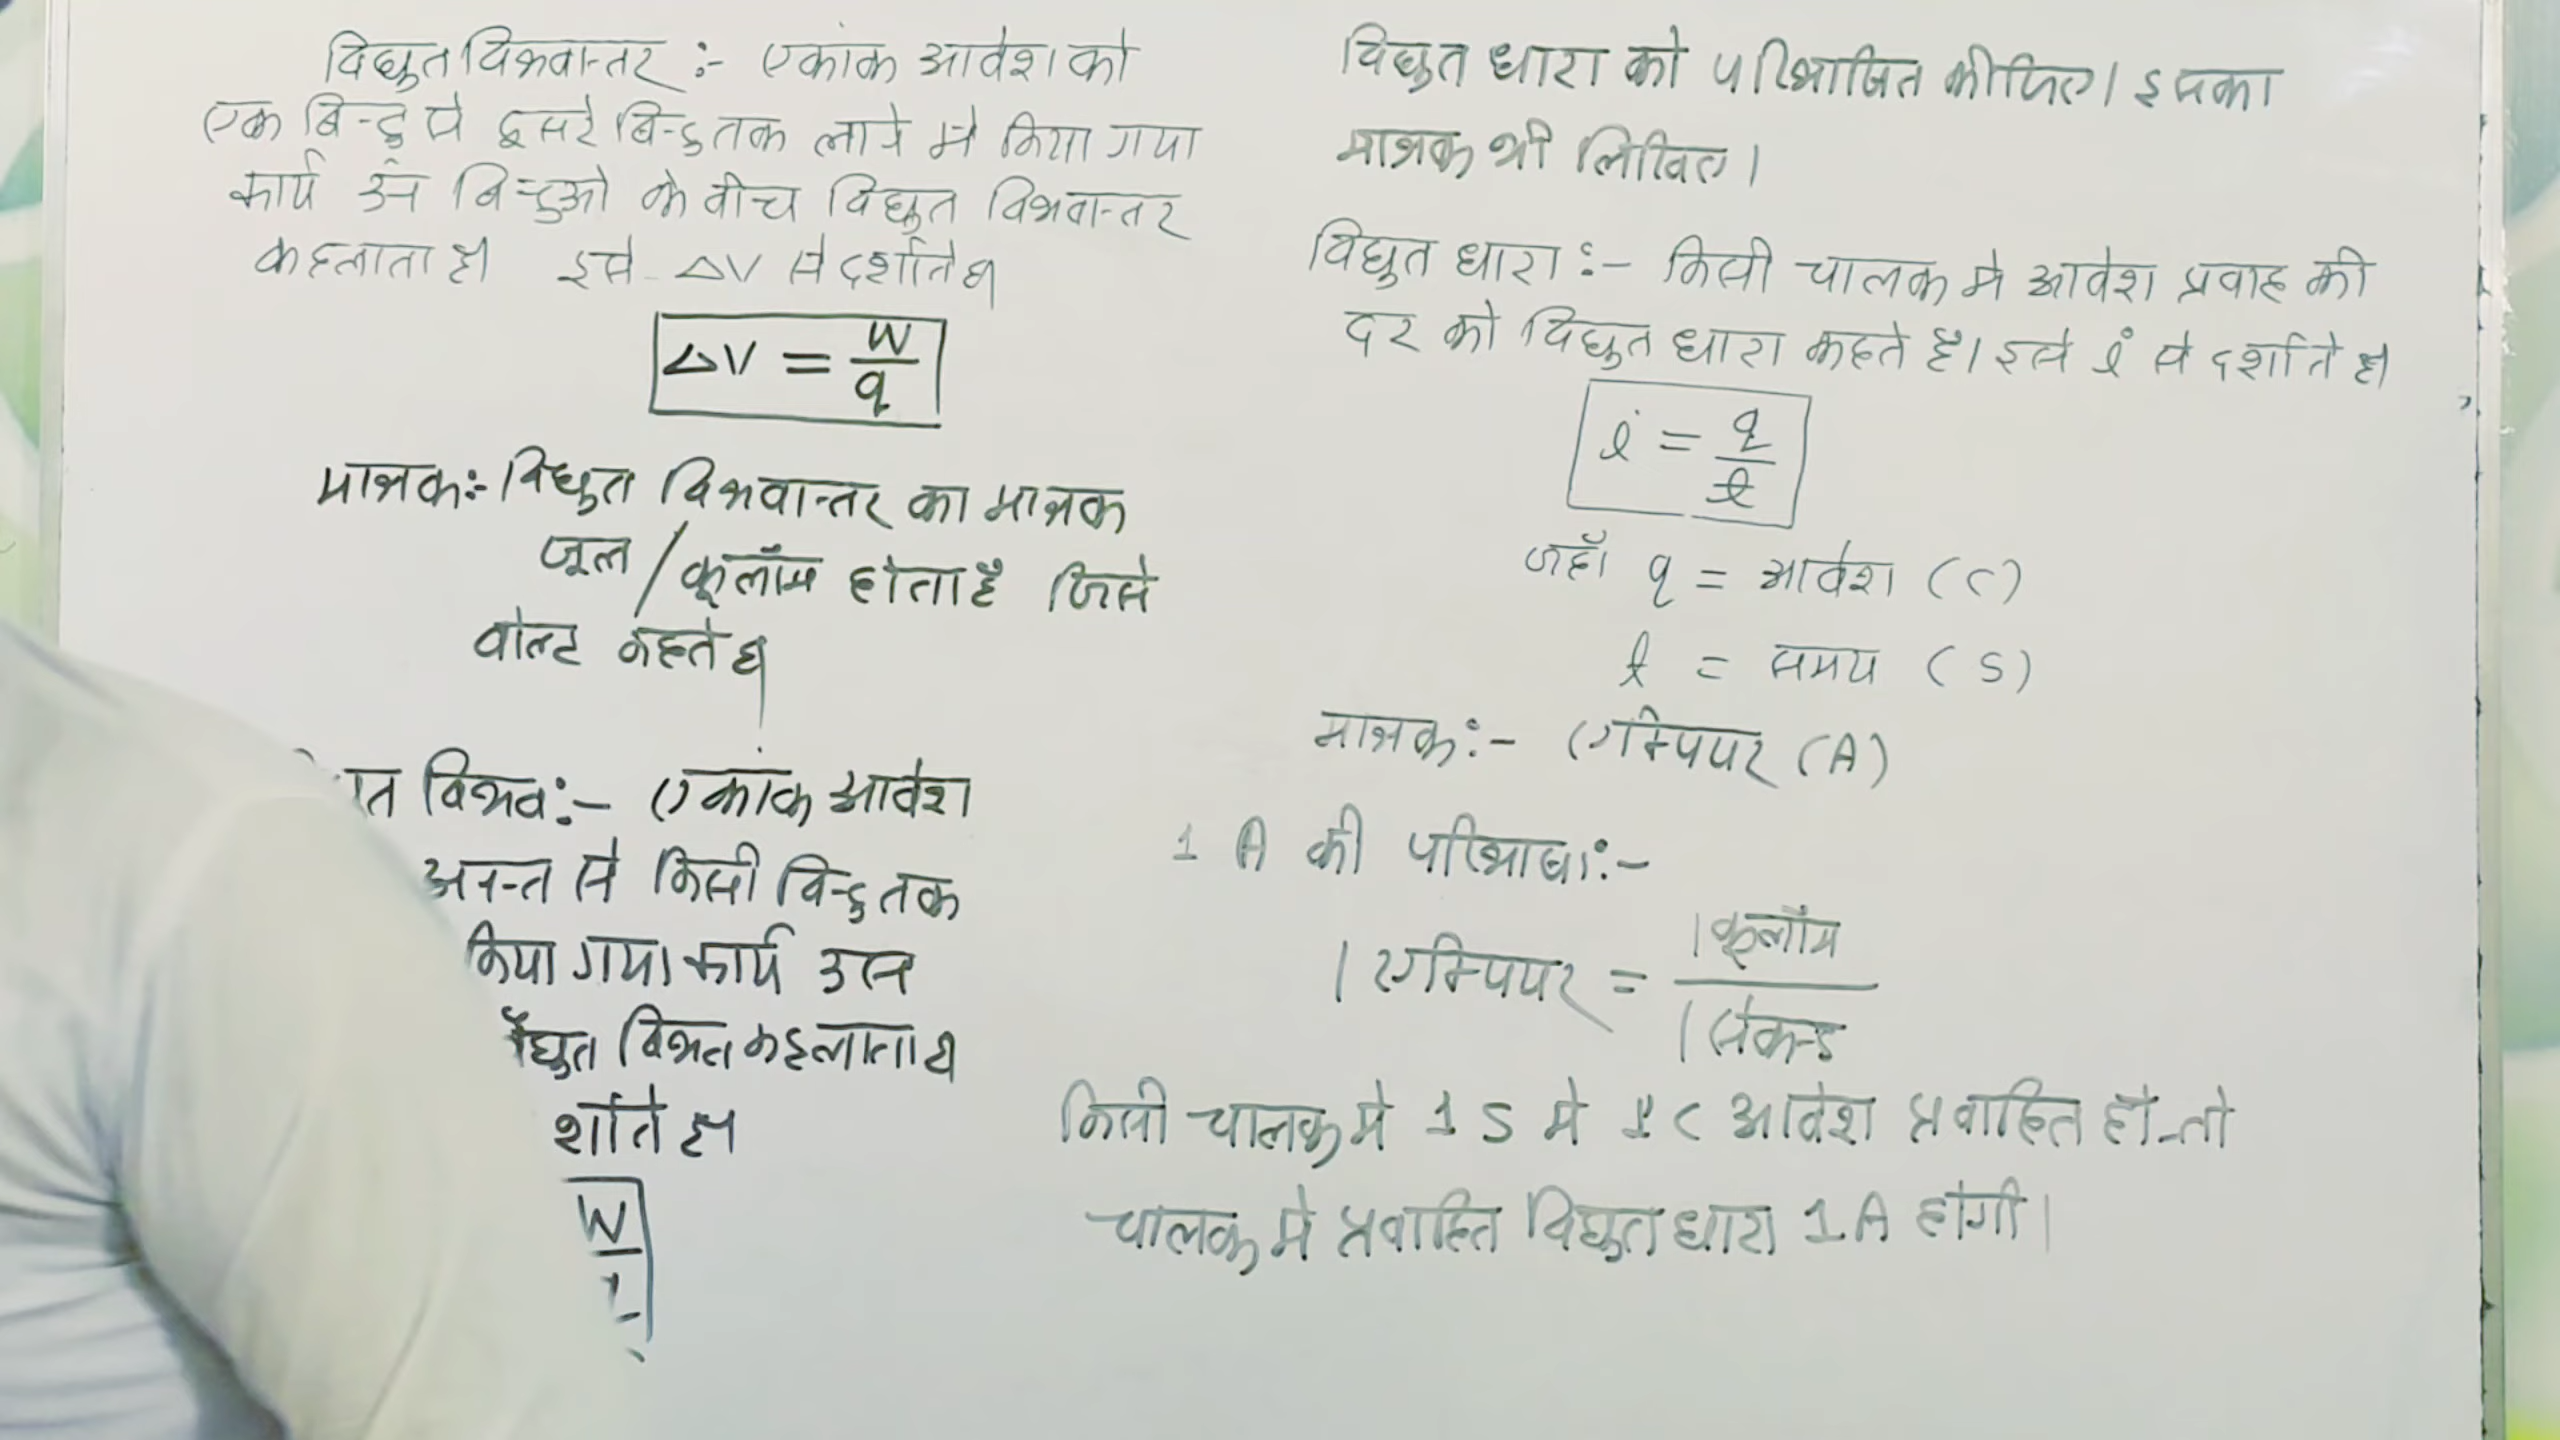 विद्युत विभवान्तर :- एकांक आवेश को
एक बिन्दु से दूसरे बिन्दु तक लाने मे किया गया
कार्य उन बिन्दुओ के बीच विद्युत विभवान्तर
कहलाता है। इसे ΔV से दर्शाते है।
ΔV = W/q
मात्रक:- विद्युत विभवान्तर का मात्रक
जूल/कूलॉम होता है जिसे
वोल्ट कहते है।
त विभव:- एकांक आवेश
अनन्त से किसी बिन्दु तक
किया गया कार्य उस
द्युत विभव कहलाता है
र्शाते है।
W
विद्युत धारा को परिभाषित कीजिए। इसका
मात्रक भी लिखिए।
विद्युत धारा :- किसी चालक मे आवेश प्रवाह की
दर को विद्युत धारा कहते है। इसे i से दर्शाते है।
i = q/t
जहाँ q = आवेश (C)
t = समय (S)
मात्रक:- एम्पियर (A)
1 A की परिभाषा:-
1 एम्पियर = 1 कूलॉम / 1 सेकन्ड
किसी चालक मे 1 S मे 1 C आवेश प्रवाहित हो तो
चालक मे प्रवाहित विद्युत धारा 1 A होगी।